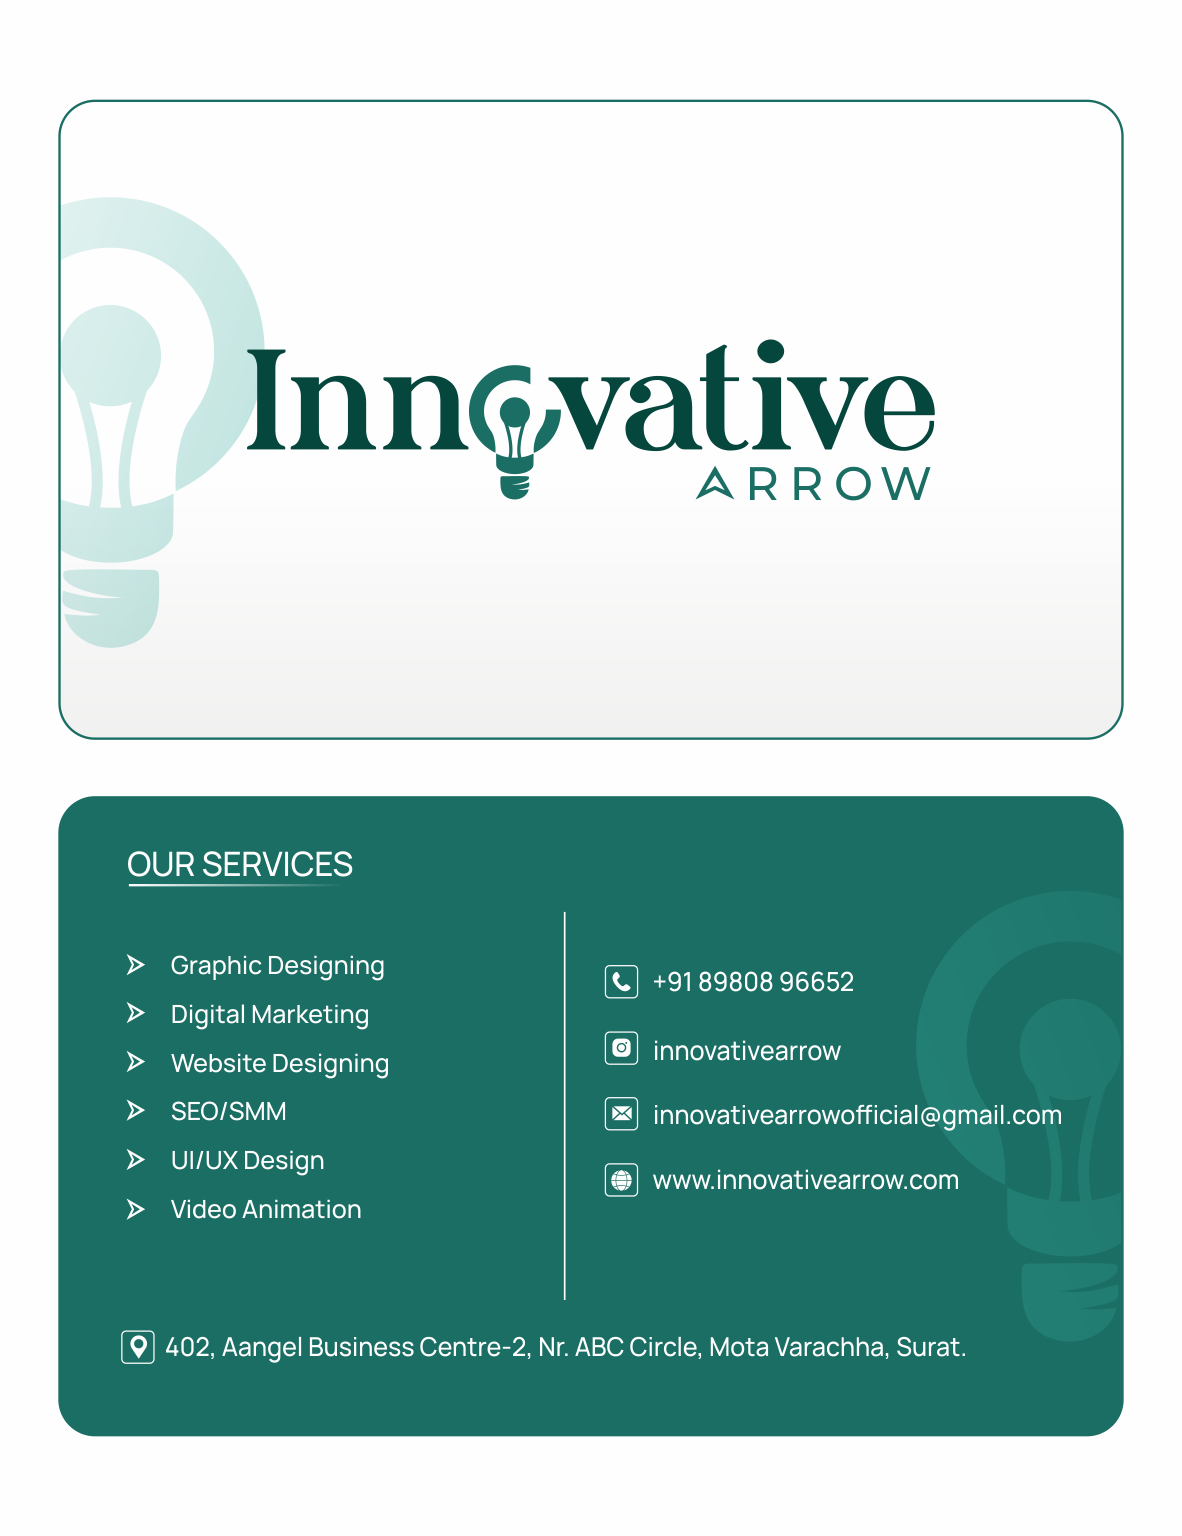 Innovative
ARROW
OUR SERVICES
Graphic Designing
Digital Marketing
Website Designing
SEO/SMM
UI/UX Design
Video Animation
+91 89808 96652
innovativearrow
innovativearrowofficial@gmail.com
www.innovativearrow.com
402, Aangel Business Centre-2, Nr. ABC Circle, Mota Varachha, Surat.